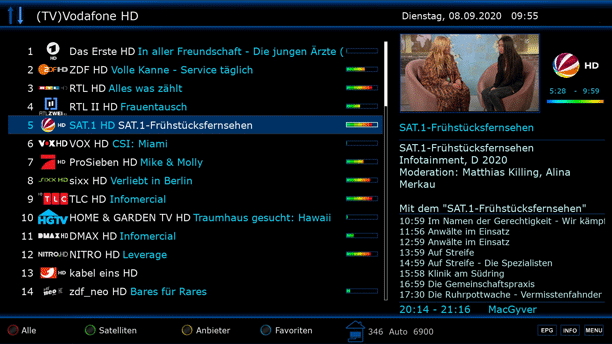 (TV)Vodafone HD
Dienstag, 08.09.2020 09:55
1 Das Erste HD In aller Freundschaft - Die jungen Ärzte (
2 ZDF HD Volle Kanne - Service täglich
3 RTL HD Alles was zählt
4 RTL II HD Frauentausch
5 SAT.1 HD SAT.1-Frühstücksfernsehen
6 VOX HD CSI: Miami
7 ProSieben HD Mike & Molly
8 sixx HD Verliebt in Berlin
9 TLC HD Infomercial
10 HOME & GARDEN TV HD Traumhaus gesucht: Hawaii
11 DMAX HD Infomercial
12 NITRO HD Leverage
13 kabel eins HD
14 zdf_neo HD Bares für Rares
HD
5:28 - 9:59
SAT.1-Frühstücksfernsehen
SAT.1-Frühstücksfernsehen
Infotainment, D 2020
Moderation: Matthias Killing, Alina
Merkau
Mit dem "SAT.1-Frühstücksfernsehen"
10:59 Im Namen der Gerechtigkeit - Wir kämpf
11:56 Anwälte im Einsatz
12:59 Anwälte im Einsatz
13:59 Auf Streife
14:59 Auf Streife - Die Spezialisten
15:58 Klinik am Südring
16:59 Die Gemeinschaftspraxis
17:30 Die Ruhrpottwache - Vermisstenfahnder
20:14 - 21:16 MacGyver
Alle
Satelliten
Anbieter
Favoriten
346 Auto 6900
EPG INFO MENU